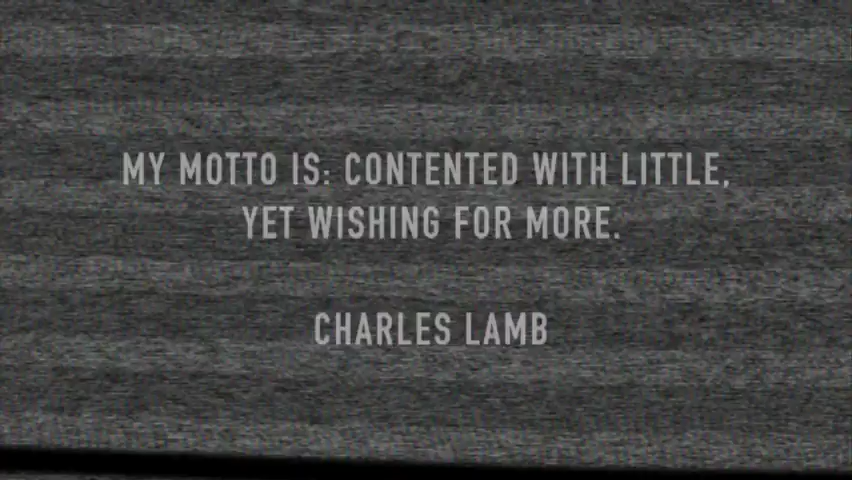 MY MOTTO IS: CONTENTED WITH LITTLE,
YET WISHING FOR MORE.
CHARLES LAMB